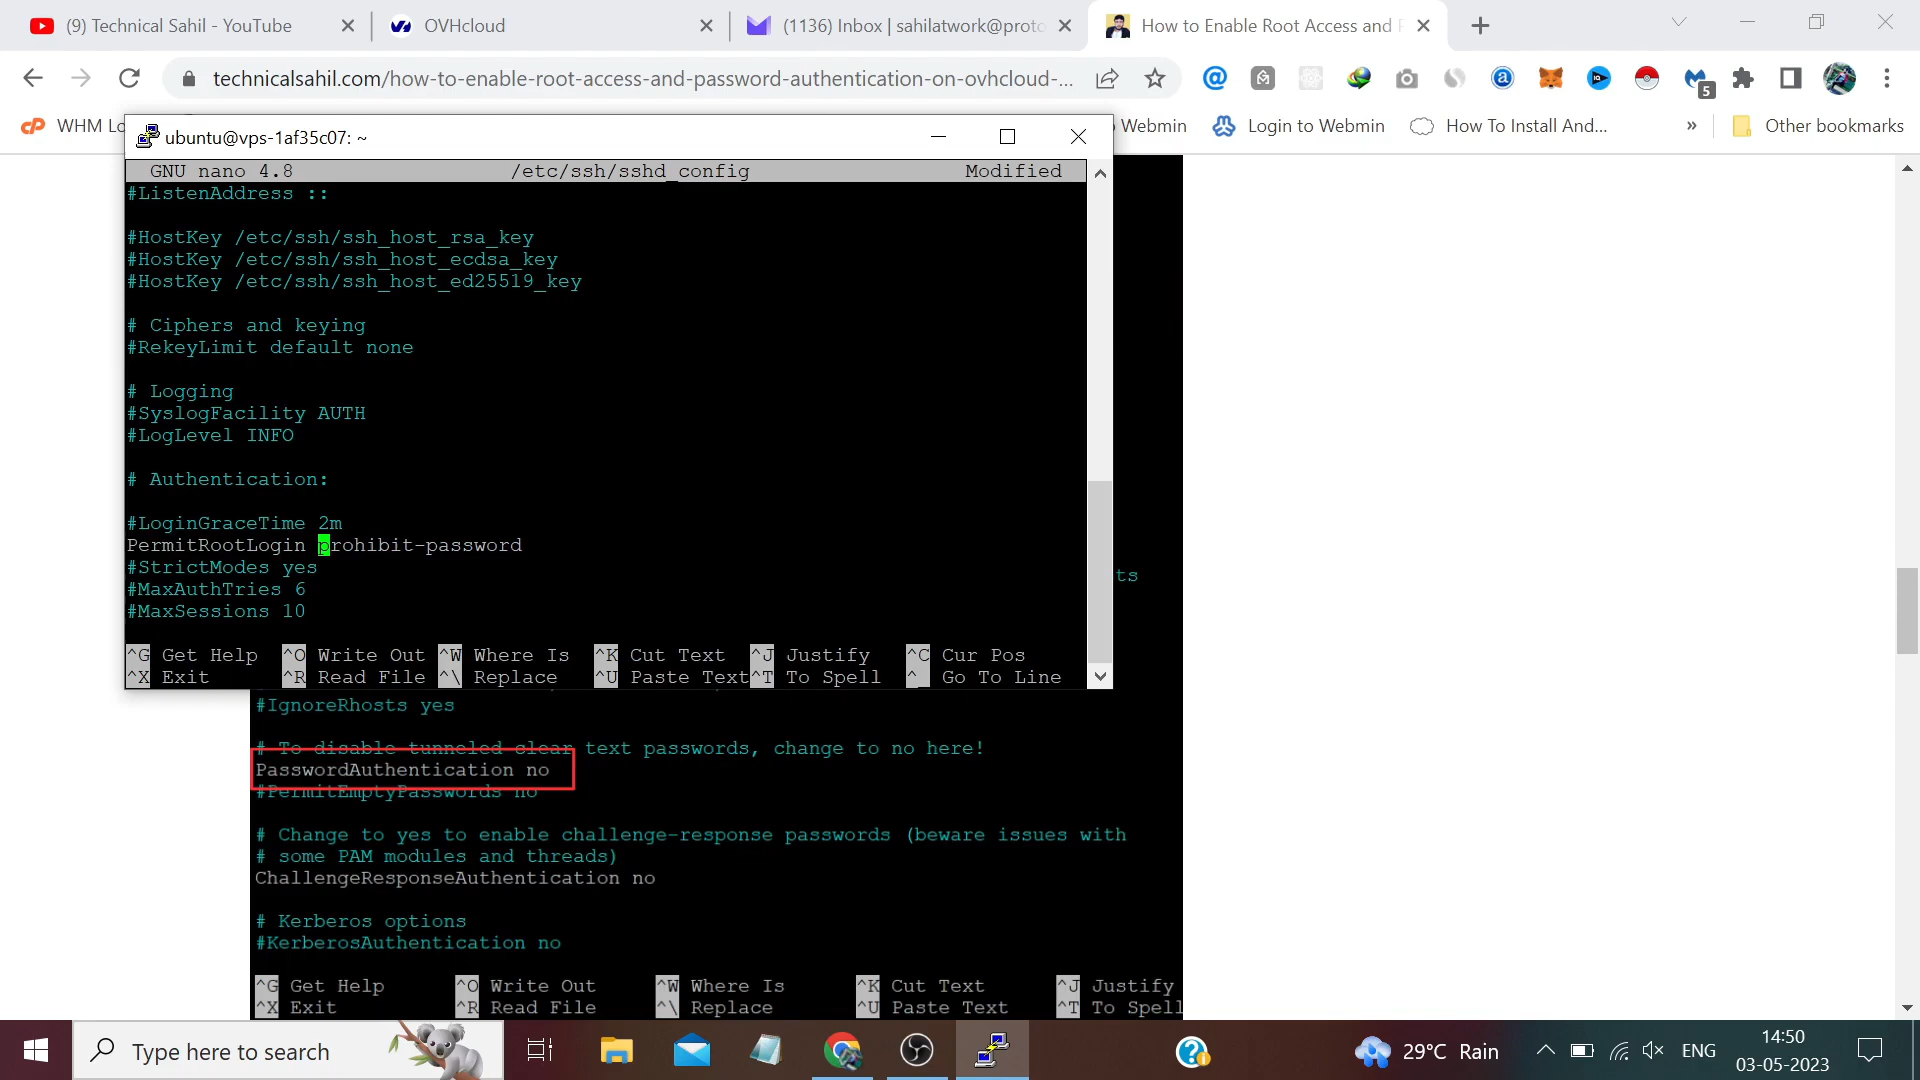 (9) Technical Sahil - YouTube
OVHcloud
(1136) Inbox | sahilatwork@proto
How to Enable Root Access and P
technicalsahil.com/how-to-enable-root-access-and-password-authentication-on-ovhcloud-...
5
WHM Lo
Webmin
Login to Webmin
How To Install And...
»
Other bookmarks
ubuntu@vps-1af35c07: ~
GNU nano 4.8 /etc/ssh/sshd_config Modified
#ListenAddress ::
#HostKey /etc/ssh/ssh_host_rsa_key
#HostKey /etc/ssh/ssh_host_ecdsa_key
#HostKey /etc/ssh/ssh_host_ed25519_key
# Ciphers and keying
#RekeyLimit default none
# Logging
#SyslogFacility AUTH
#LogLevel INFO
# Authentication:
#LoginGraceTime 2m
PermitRootLogin prohibit-password
#StrictModes yes
#MaxAuthTries 6
#MaxSessions 10
^G Get Help ^O Write Out ^W Where Is ^K Cut Text ^J Justify ^C Cur Pos
^X Exit ^R Read File ^\ Replace ^U Paste Text ^T To Spell ^_ Go To Line
ts
#IgnoreRhosts yes
# To disable tunneled clear text passwords, change to no here!
PasswordAuthentication no
#PermitEmptyPasswords no
# Change to yes to enable challenge-response passwords (beware issues with
# some PAM modules and threads)
ChallengeResponseAuthentication no
# Kerberos options
#KerberosAuthentication no
^G Get Help ^O Write Out ^W Where Is ^K Cut Text ^J Justify
^X Exit ^R Read File ^\ Replace ^U Paste Text ^T To Spell
Type here to search
29°C Rain
ENG
14:50
03-05-2023